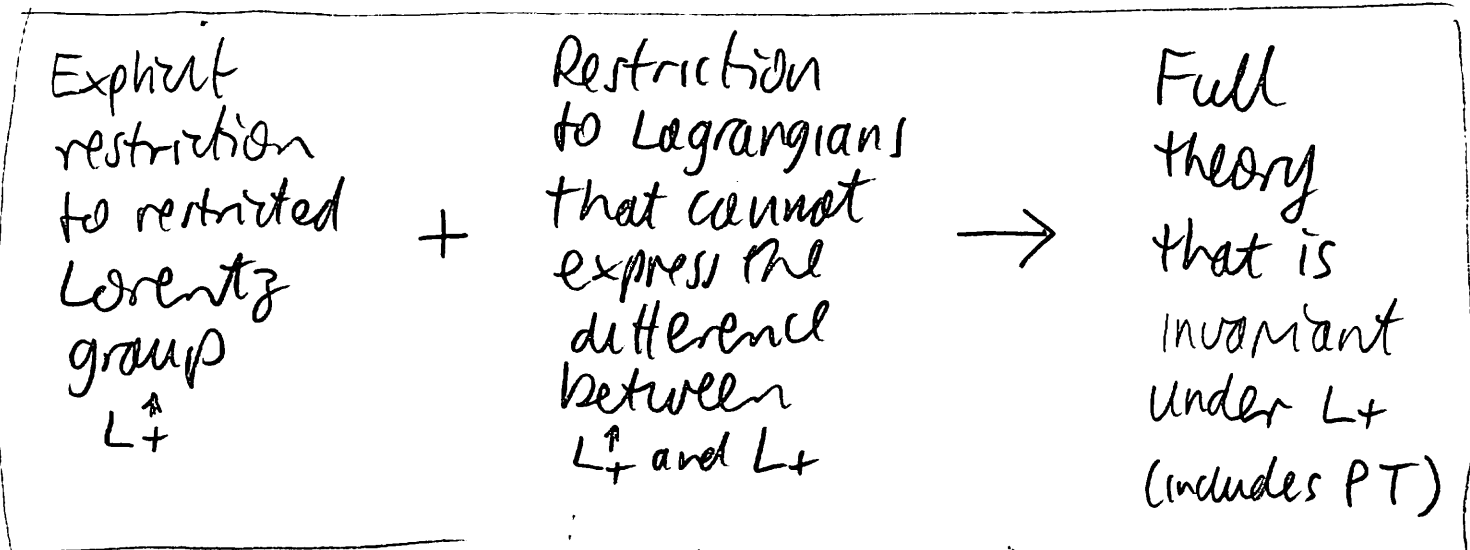 Explicit
restriction
to restricted
Lorentz
group
L↑+
+
Restriction
to Lagrangians
that cannot
express the
difference
between
L↑+ and L+
→
Full
theory
that is
invariant
under L+
(includes PT)